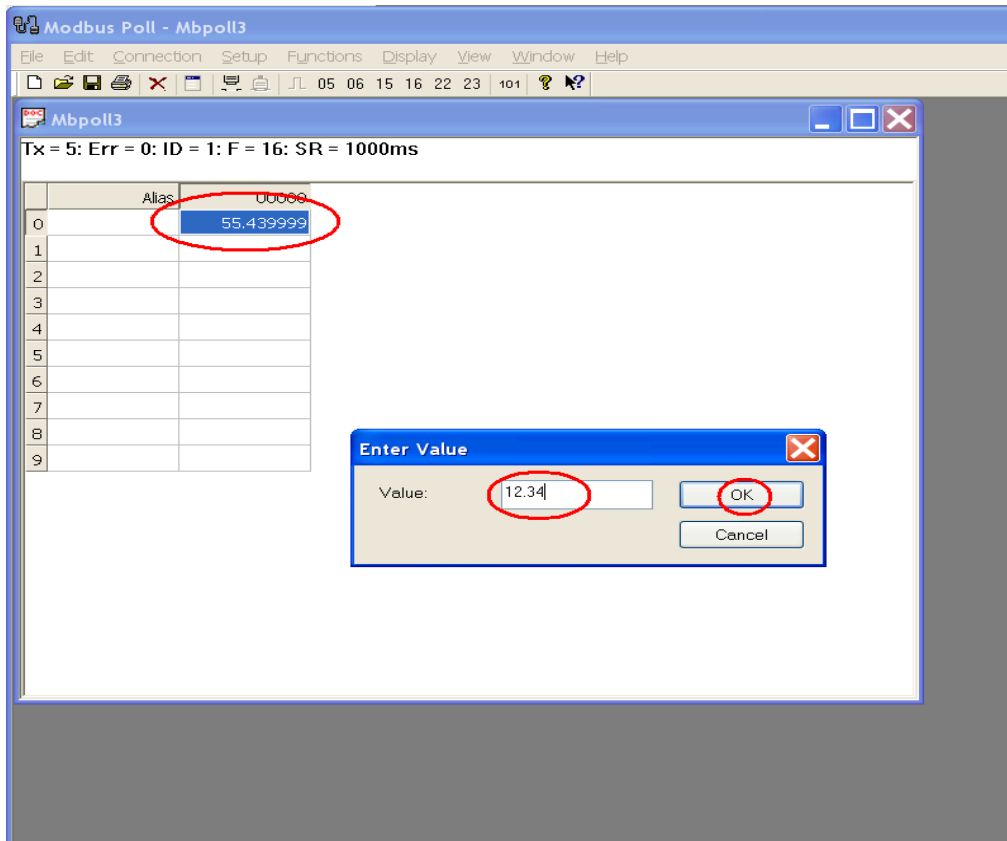 Modbus Poll - Mbpoll3
File Edit Connection Setup Functions Display View Window Help
05 06 15 16 22 23 101
Mbpoll3
Tx = 5: Err = 0: ID = 1: F = 16: SR = 1000ms
Alias 00000
0 55.439999
1
2
3
4
5
6
7
8
9
Enter Value
Value: 12.34 OK
Cancel